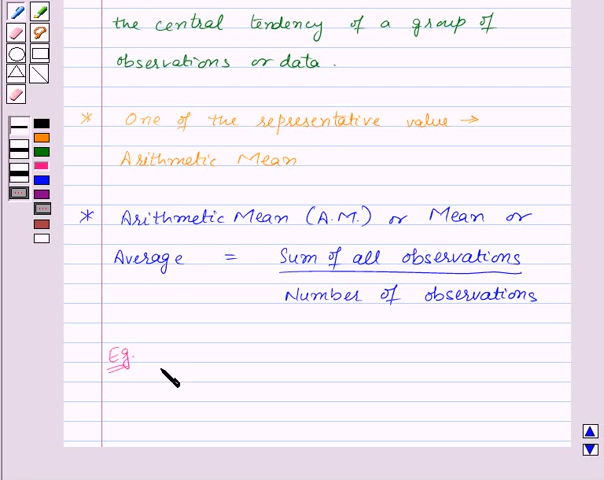 the central tendency of a group of
observations or data.
* One of the representative value →
Arithmetic Mean
* Arithmetic Mean (A.M.) or Mean or
Average = Sum of all observations
Number of observations
Eg.